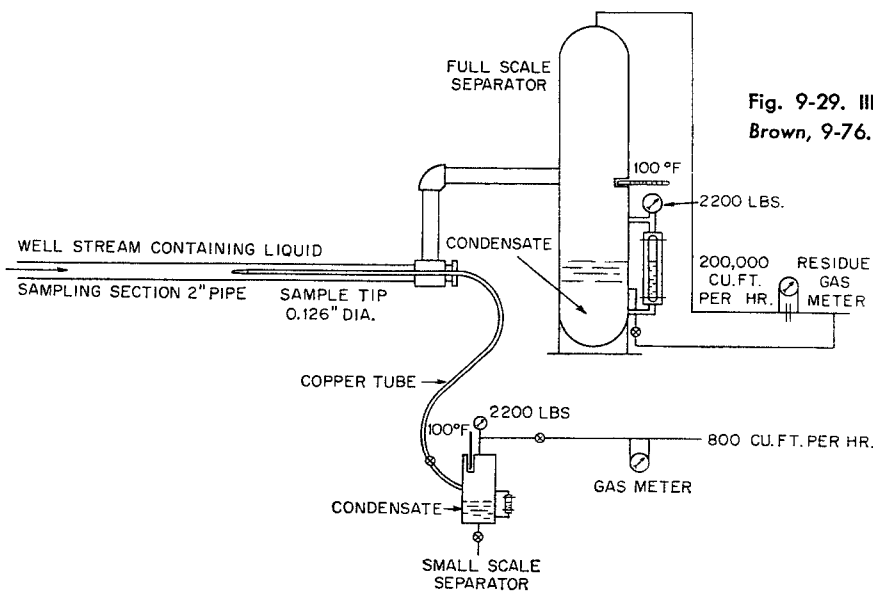 FULL SCALE
SEPARATOR
Fig. 9-29. Ill
Brown, 9-76.
100 °F
2200 LBS.
WELL STREAM CONTAINING LIQUID
CONDENSATE
200,000
CU.FT.
PER HR.
RESIDUE
GAS
METER
SAMPLING SECTION 2" PIPE
SAMPLE TIP
0.126" DIA.
COPPER TUBE
2200 LBS
100°F
800 CU.FT. PER HR.
GAS METER
CONDENSATE
SMALL SCALE
SEPARATOR